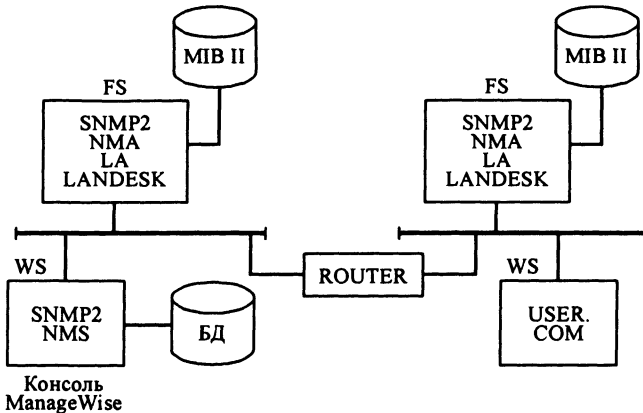 MIB II
MIB II
FS
FS
SNMP2
NMA
LA
LANDESK
SNMP2
NMA
LA
LANDESK
WS
ROUTER
WS
SNMP2
NMS
БД
USER.
COM
Консоль
ManageWise